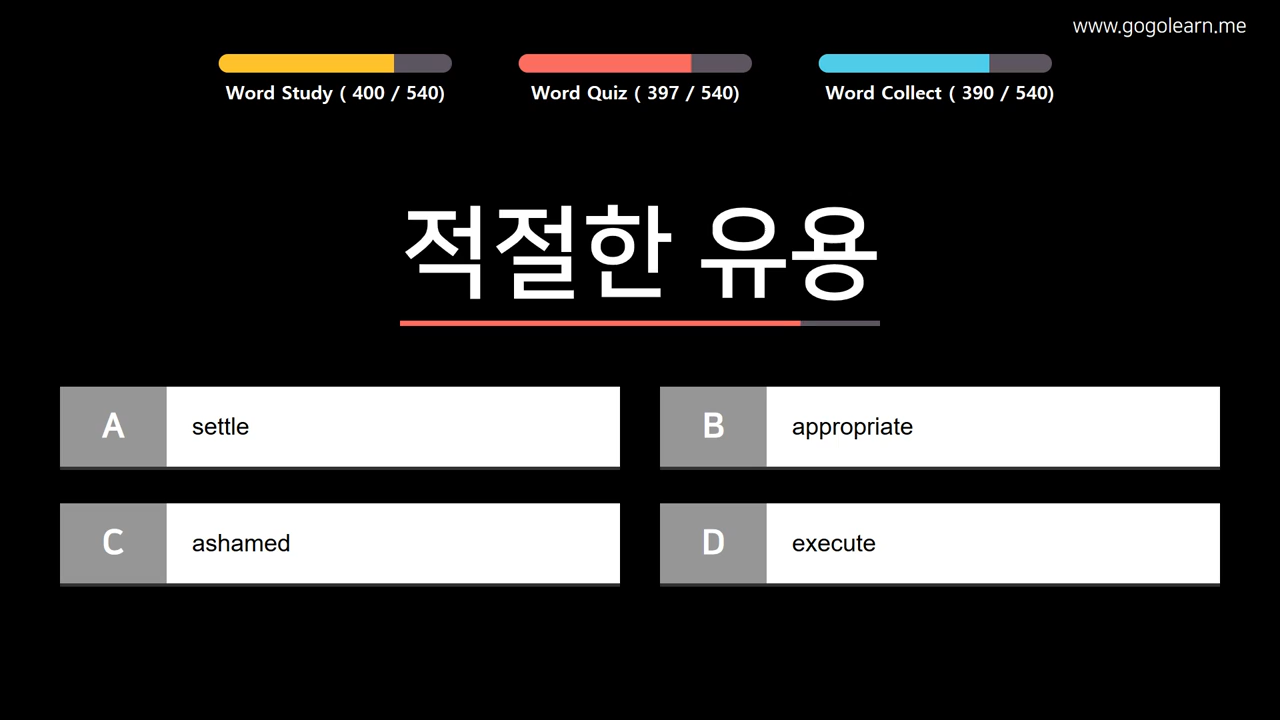 www.gogolearn.me
Word Study ( 400 / 540)
Word Quiz ( 397 / 540)
Word Collect ( 390 / 540)
적절한 유용
A settle
B appropriate
C ashamed
D execute